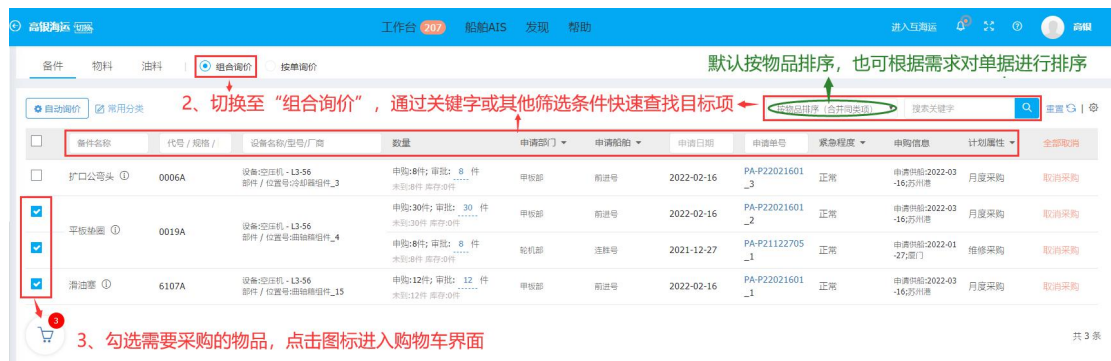 高银海运 切换
工作台 207 船舶AIS 发现 帮助
进入互海运 高银
备件 物料 油料 组合询价 按单询价
默认按物品排序，也可根据需求对单据进行排序
自动询价 常用分类
2、切换至“组合询价”，通过关键字或其他筛选条件快速查找目标项
按物品排序（合并同类项） 搜索关键字 重置
备件名称 代号 / 规格 / 设备名称/型号/厂商 数量 申请部门 申请船舶 申请日期 申请单号 紧急程度 申购信息 计划属性 全部取消
扩口公弯头 0006A 设备:空压机 - L3-56 申购:8件; 审批: 8 件 甲板部 前进号 2022-02-16 PA-P22021601 正常 申请供船:2022-03 月度采购 取消采购
部件 / 位置号:冷却器组件_3 未到:8件 库存:0件 _3 -16;苏州港
平板垫圈 0019A 设备:空压机 - L3-56 申购:30件; 审批: 30 件 甲板部 前进号 2022-02-16 PA-P22021601 正常 申请供船:2022-03 月度采购 取消采购
部件 / 位置号:曲轴箱组件_4 未到:30件 库存:0件 _2 -16;苏州港
申购:8件; 审批: 8 件 轮机部 连胜号 2021-12-27 PA-P21122705 正常 申请供船:2022-01 维修采购 取消采购
未到:8件 库存:0件 _1 -27;厦门
滑油塞 6107A 设备:空压机 - L3-56 申购:12件; 审批: 12 件 甲板部 前进号 2022-02-16 PA-P22021601 正常 申请供船:2022-03 月度采购 取消采购
部件 / 位置号:曲轴箱组件_15 未到:12件 库存:0件 _1 -16;苏州港
3
3、勾选需要采购的物品，点击图标进入购物车界面
共 3 条